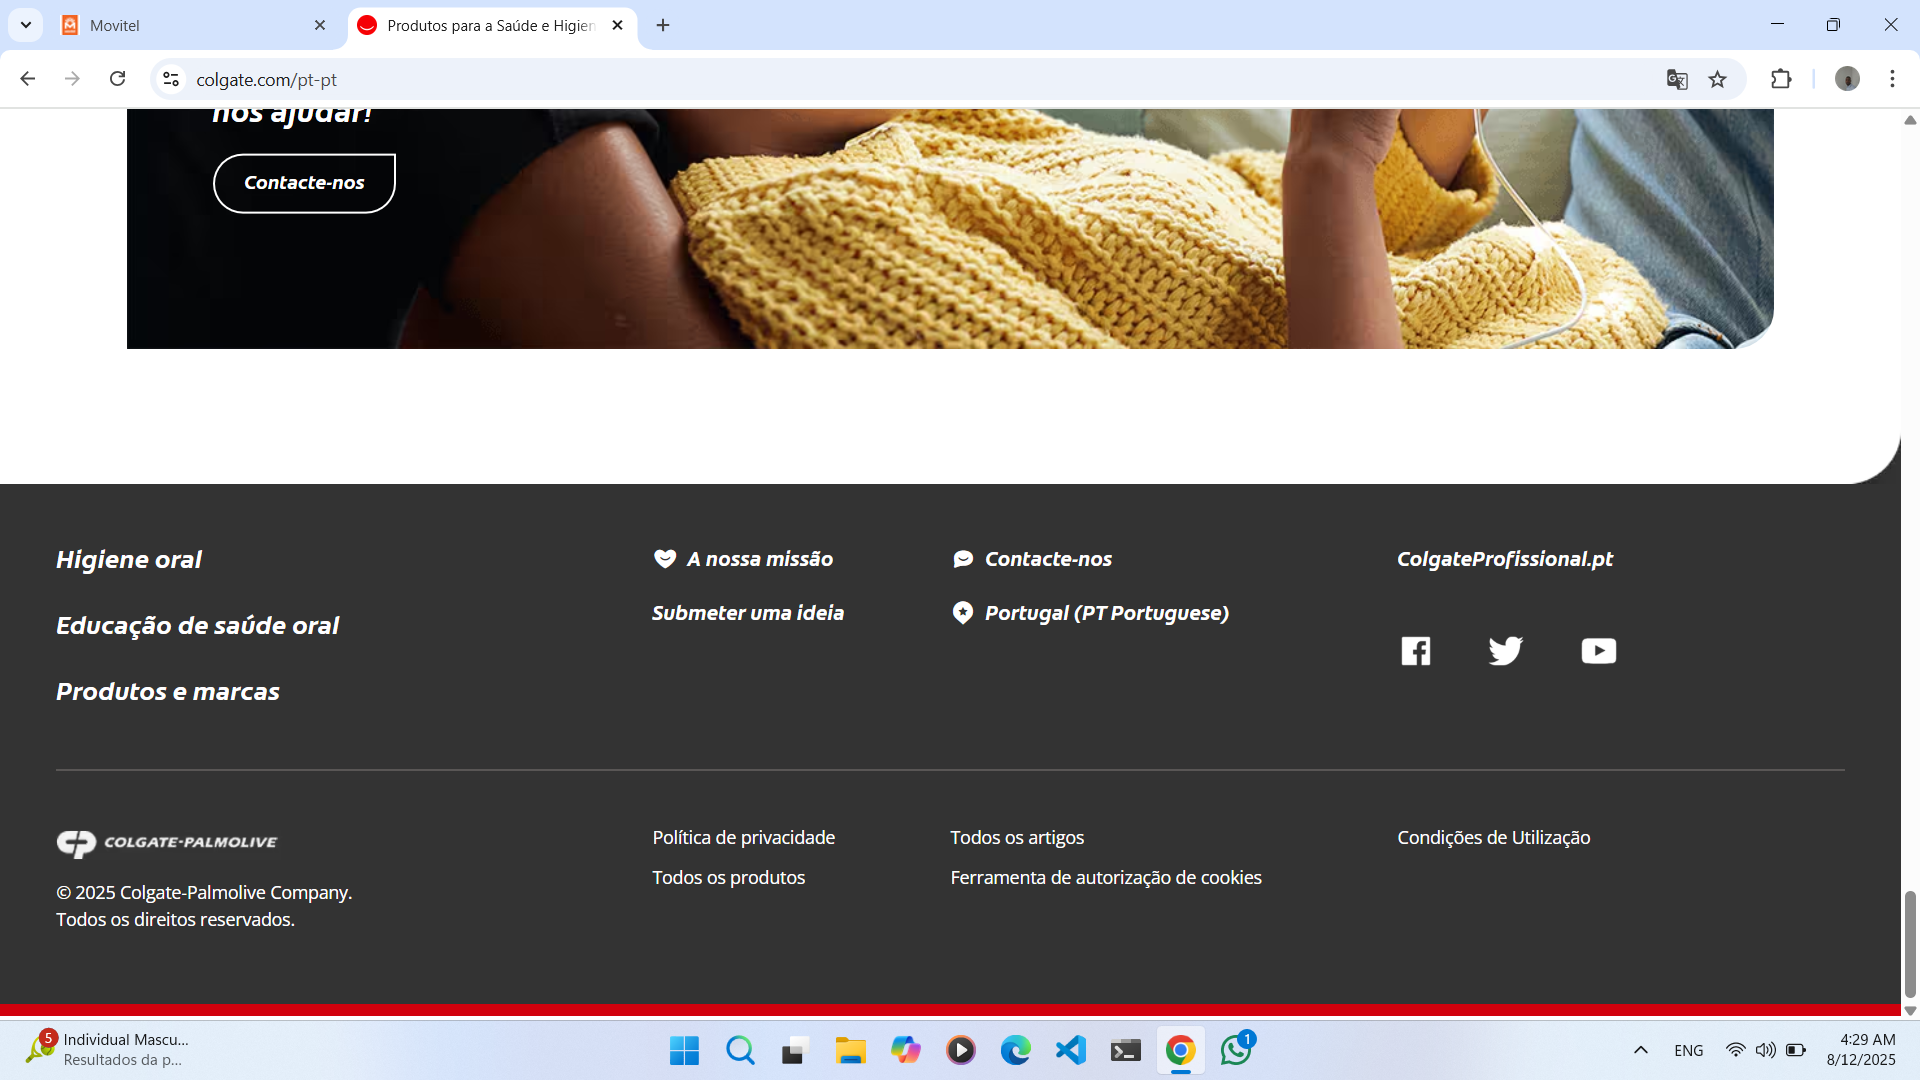 Movitel
Produtos para a Saúde e Higien
colgate.com/pt-pt
nos ajudar!
Contacte-nos
Higiene oral
Educação de saúde oral
Produtos e marcas
A nossa missão
Submeter uma ideia
Contacte-nos
Portugal (PT Portuguese)
ColgateProfissional.pt
COLGATE-PALMOLIVE
© 2025 Colgate-Palmolive Company.
Todos os direitos reservados.
Política de privacidade
Todos os produtos
Todos os artigos
Ferramenta de autorização de cookies
Condições de Utilização
5
Individual Mascu...
Resultados da p...
1
ENG
4:29 AM
8/12/2025